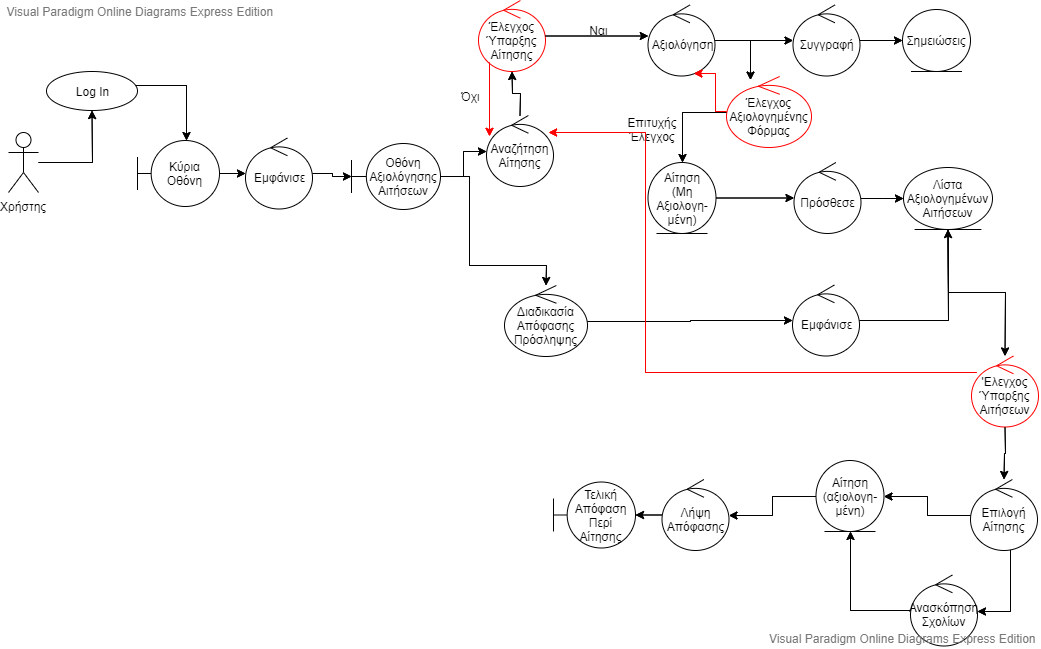 Visual Paradigm Online Diagrams Express Edition
Έλεγχος
Ύπαρξης
Αίτησης
Ναι
Αξιολόγηση
Συγγραφή
Σημειώσεις
Log In
Όχι
Έλεγχος
Αξιολογημένης
Φόρμας
Επιτυχής
Έλεγχος
Αναζήτηση
Αίτησης
Χρήστης
Κύρια
Οθόνη
Εμφάνισε
Οθόνη
Αξιολόγησης
Αιτήσεων
Αίτηση
(Μη
Αξιολογη-
μένη)
Πρόσθεσε
Λίστα
Αξιολογημένων
Αιτήσεων
Διαδικασία
Απόφασης
Πρόσληψης
Εμφάνισε
Έλεγχος
Ύπαρξης
Αιτήσεων
Τελική
Απόφαση
Περί
Αίτησης
Λήψη
Απόφασης
Αίτηση
(αξιολογη-
μένη)
Επιλογή
Αίτησης
Ανασκόπηση
Σχολίων
Visual Paradigm Online Diagrams Express Edition